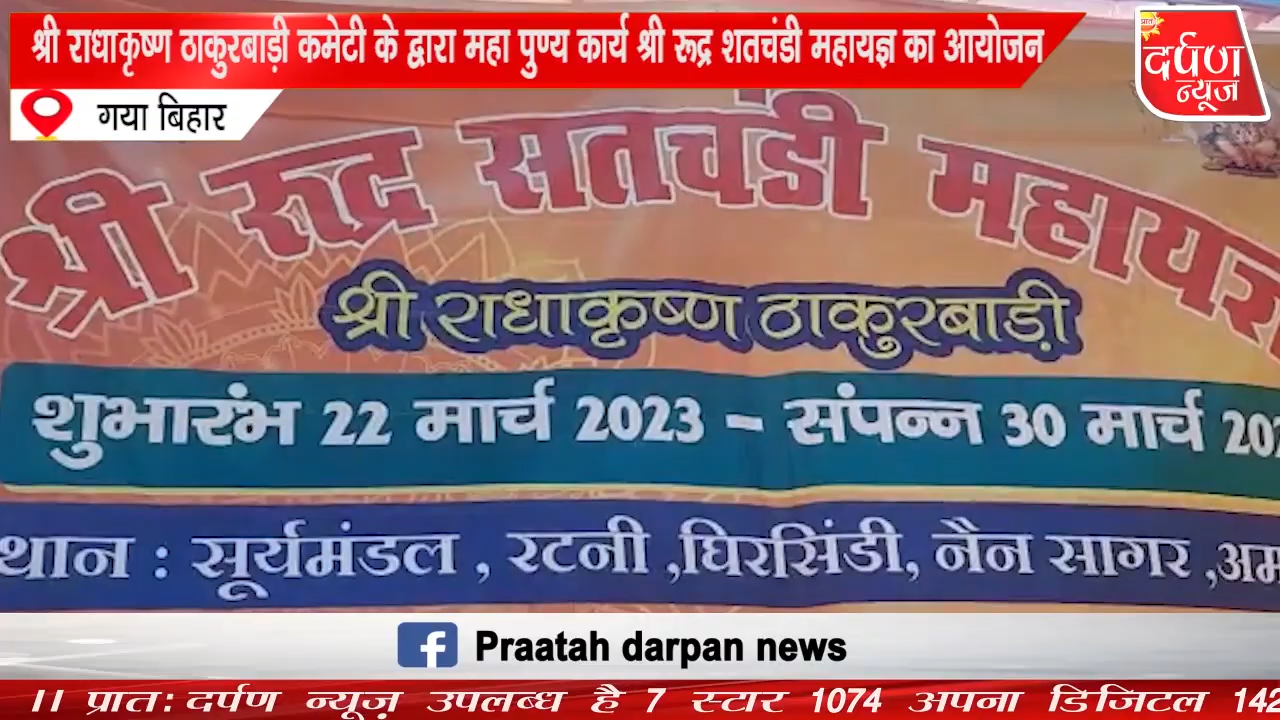 श्री राधाकृष्ण ठाकुरबाड़ी कमेटी के द्वारा महा पुण्य कार्य श्री रूद्र शतचंडी महायज्ञ का आयोजन
प्रातः
दर्पण
न्यूज
गया बिहार
श्री रूद्र सतचंडी
श्री राधाकृष्ण ठाकुरबाड़ी
शुभारंभ 22 मार्च 2023 – संपन्न 30 मार्च
: सूर्यमंडल , रटनी ,घिरसिंडी, नैन सागर ,
Praatah darpan news
।। प्रात: दर्पण न्यूज़ उपलब्ध है 7 स्टार 1074 अपना डिजिटल 142